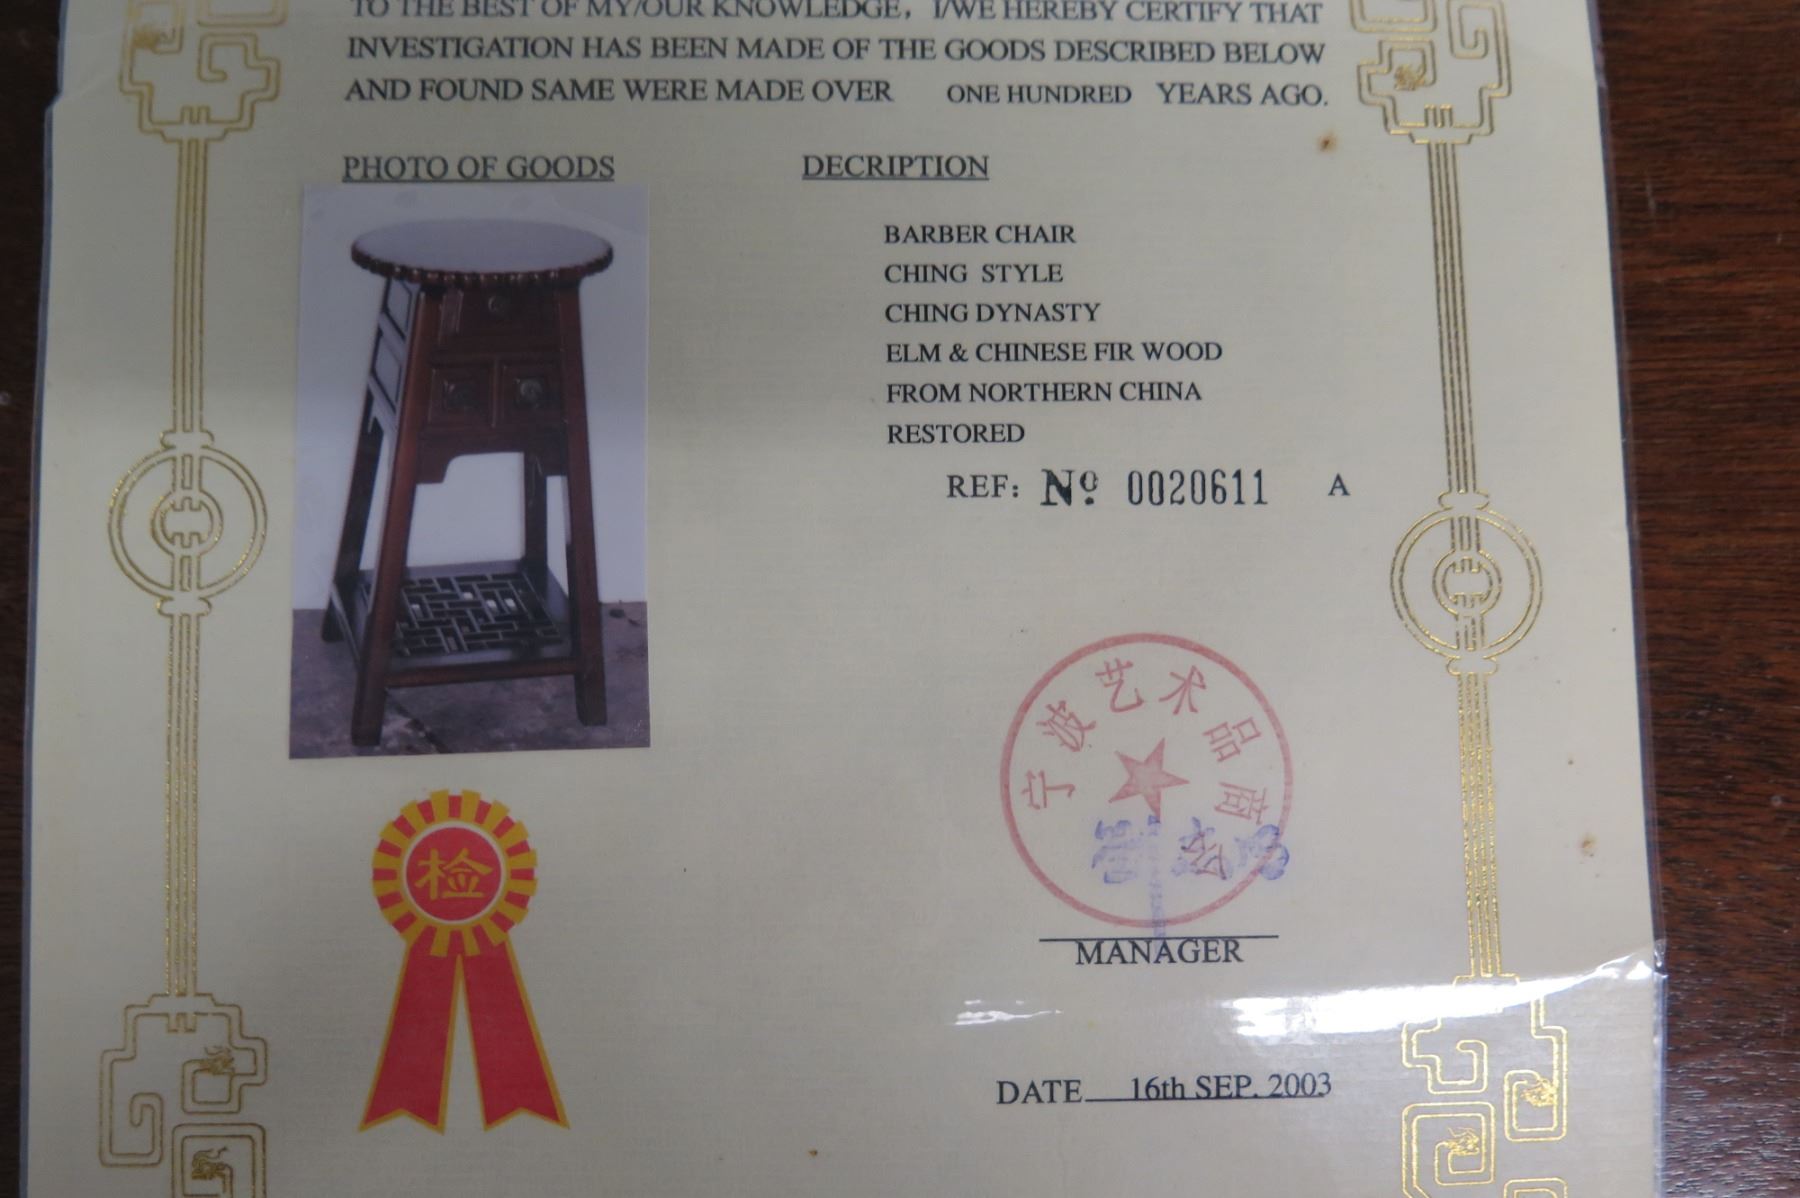 TO THE BEST OF MY/OUR KNOWLEDGE, I/WE HEREBY CERTIFY THAT
INVESTIGATION HAS BEEN MADE OF THE GOODS DESCRIBED BELOW
AND FOUND SAME WERE MADE OVER ONE HUNDRED YEARS AGO.
PHOTO OF GOODS
DECRIPTION
BARBER CHAIR
CHING STYLE
CHING DYNASTY
ELM & CHINESE FIR WOOD
FROM NORTHERN CHINA
RESTORED
REF: Nº 0020611 A
宁波艺术品商
检
MANAGER
DATE 16th SEP. 2003